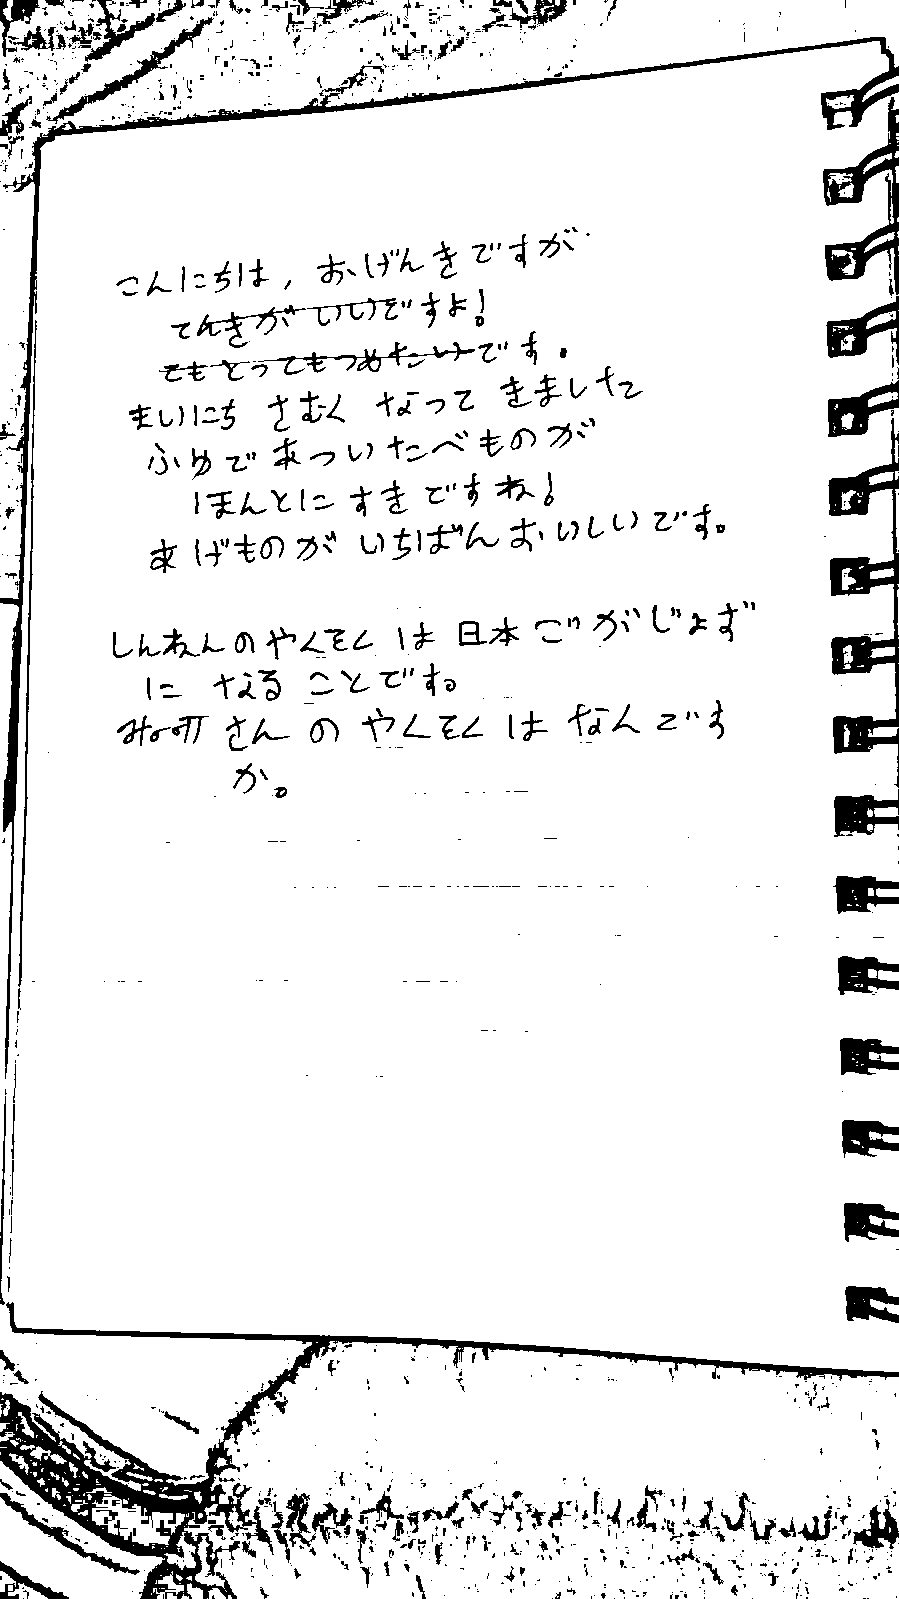 こんにちは, おげんきですが
てんきが いいですよ!
てもとってもつめたいです.
まいにち さむく なって きました
ふゆで あつい たべものが
ほんとに すきですね!
あげものが いちばん おいしいです。
しんねんのやくそく は 日本ごがじょず
に なることです。
さん の やくそく は なんです
か。